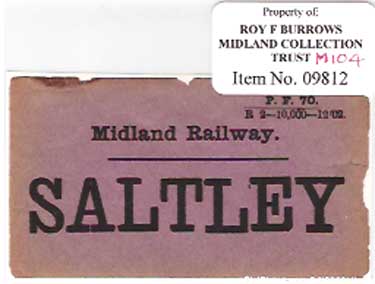 Property of:
ROY F BURROWS
MIDLAND COLLECTION
TRUST M104
Item No. 09812
P. F. 70.
R 2—10,000—12/02.
Midland Railway.
SALTLEY